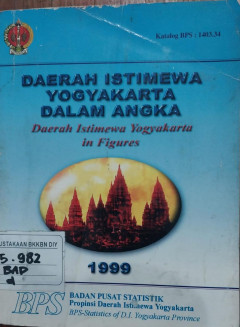 Katalog BPS : 1403.34
DAERAH ISTIMEWA
YOGYAKARTA
DALAM ANGKA
Daerah Istimewa Yogyakarta
in Figures
PUSTAKAAN BKKBN DIY
5.982
BAP
d
1999
BPS
BADAN PUSAT STATISTIK
Propinsi Daerah Istimewa Yogyakarta
BPS-Statistics of D.I. Yogyakarta Province